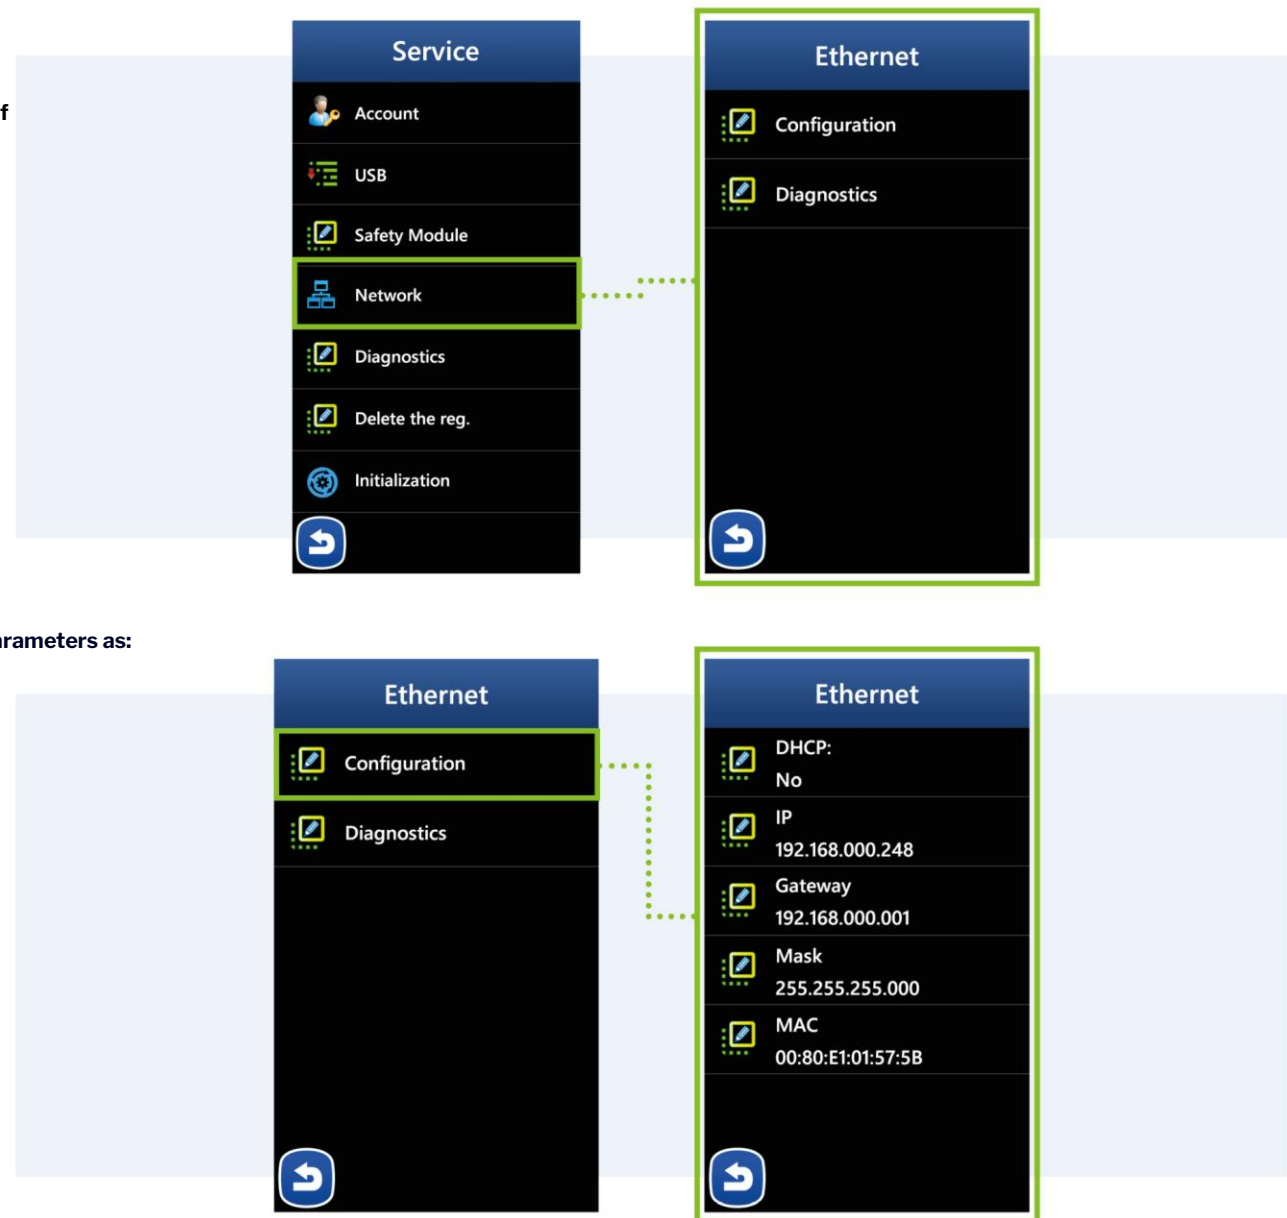 f
Service
Account
USB
Safety Module
Network
Diagnostics
Delete the reg.
Initialization
Ethernet
Configuration
Diagnostics
arameters as:
Ethernet
Configuration
Diagnostics
Ethernet
DHCP:
No
IP
192.168.000.248
Gateway
192.168.000.001
Mask
255.255.255.000
MAC
00:80:E1:01:57:5B